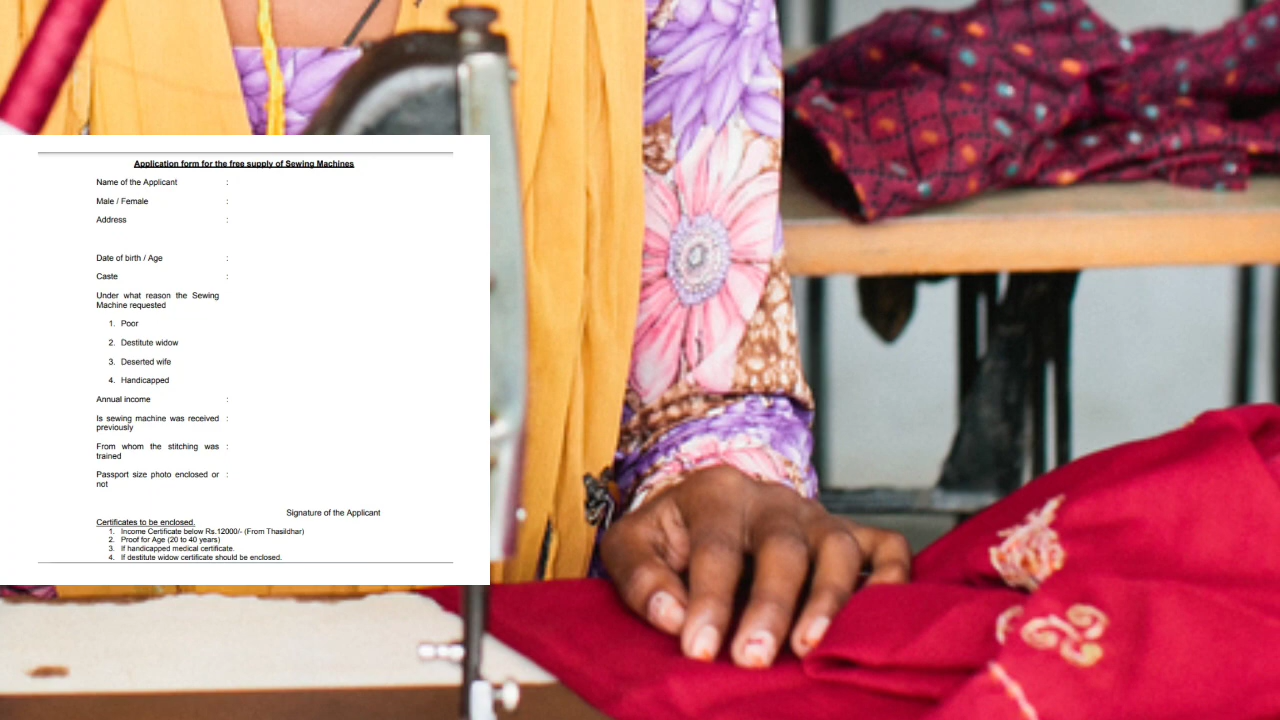 Application form for the free supply of Sewing Machines
Name of the Applicant :
Male / Female :
Address :
Date of birth / Age :
Caste :
Under what reason the Sewing
Machine requested
1. Poor
2. Destitute widow
3. Deserted wife
4. Handicapped
Annual income :
Is sewing machine was received :
previously
From whom the stitching was :
trained
Passport size photo enclosed or :
not
Signature of the Applicant
Certificates to be enclosed.
1. Income Certificate below Rs.12000/- (From Thasildhar)
2. Proof for Age (20 to 40 years)
3. If handicapped medical certificate.
4. If destitute widow certificate should be enclosed.